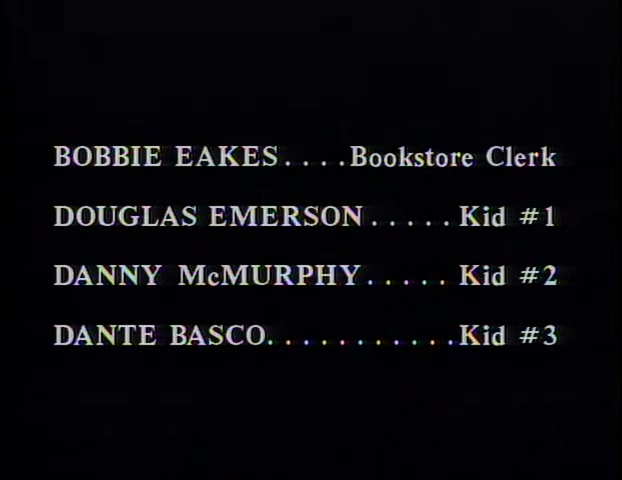 BOBBIE EAKES....Bookstore Clerk
DOUGLAS EMERSON.....Kid #1
DANNY McMURPHY.....Kid #2
DANTE BASCO...........Kid #3